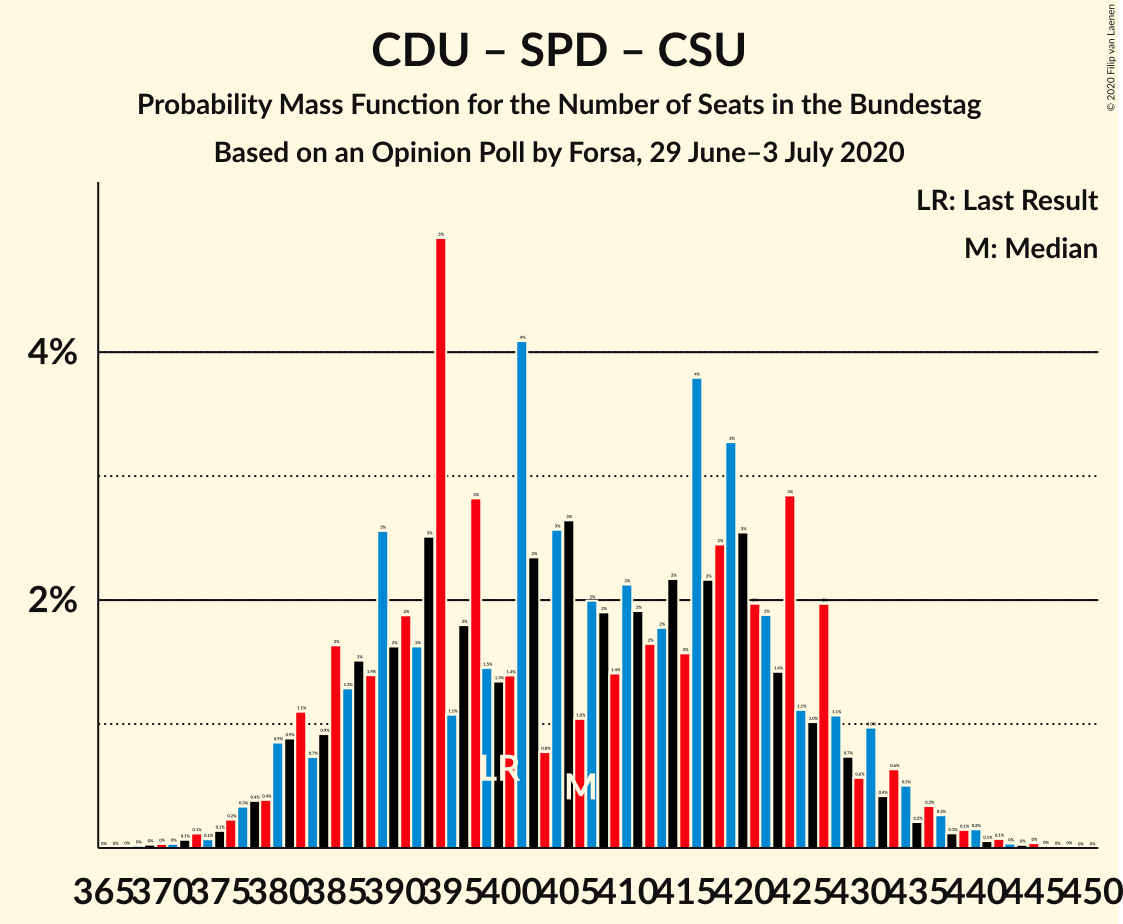 CDU – SPD – CSU
Probability Mass Function for the Number of Seats in the Bundestag
Based on an Opinion Poll by Forsa, 29 June–3 July 2020
© 2020 Filip van Laenen
LR: Last Result
M: Median
4%
2%
LR
M
365 370 375 380 385 390 395 400 405 410 415 420 425 430 435 440 445 450